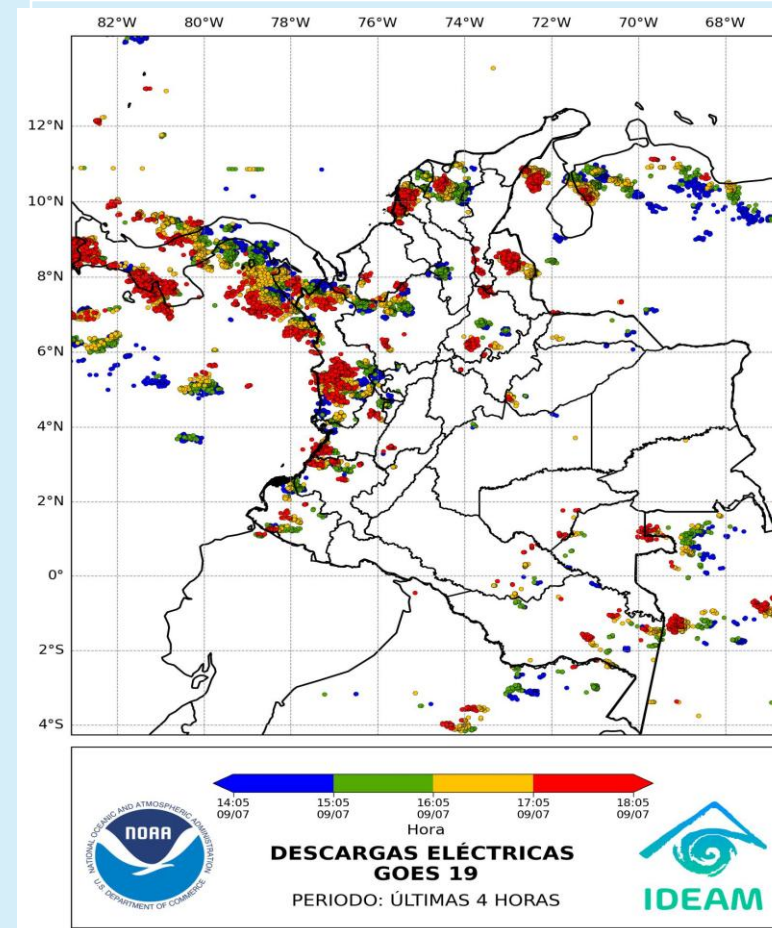 82°W 80°W 78°W 76°W 74°W 72°W 70°W 68°W
12°N
10°N
8°N
6°N
4°N
2°N
0°
2°S
4°S
14:05 15:05 16:05 17:05 18:05
09/07 09/07 09/07 09/07 09/07
Hora
DESCARGAS ELÉCTRICAS
GOES 19
PERIODO: ÚLTIMAS 4 HORAS
NATIONAL OCEANIC AND ATMOSPHERIC ADMINISTRATION
NOAA
U.S. DEPARTMENT OF COMMERCE
IDEAM